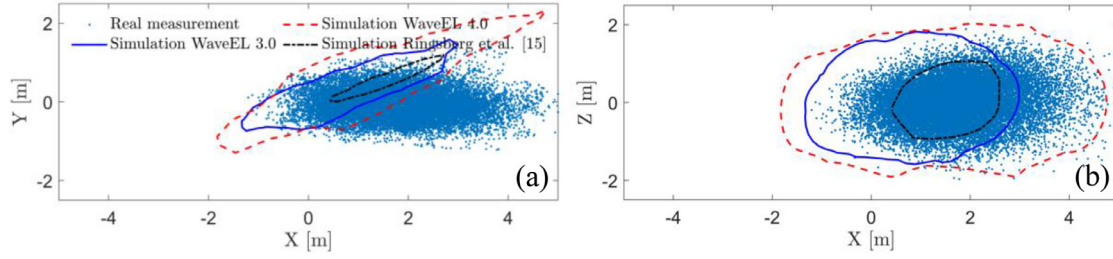 Real measurement
Simulation WaveEL 4.0
Simulation WaveEL 3.0
Simulation Ringsberg et al. [15]
2
0
-2
Y [m]
-4
-2
0
2
4
X [m]
(a)
2
0
-2
Z [m]
-4
-2
0
2
4
X [m]
(b)